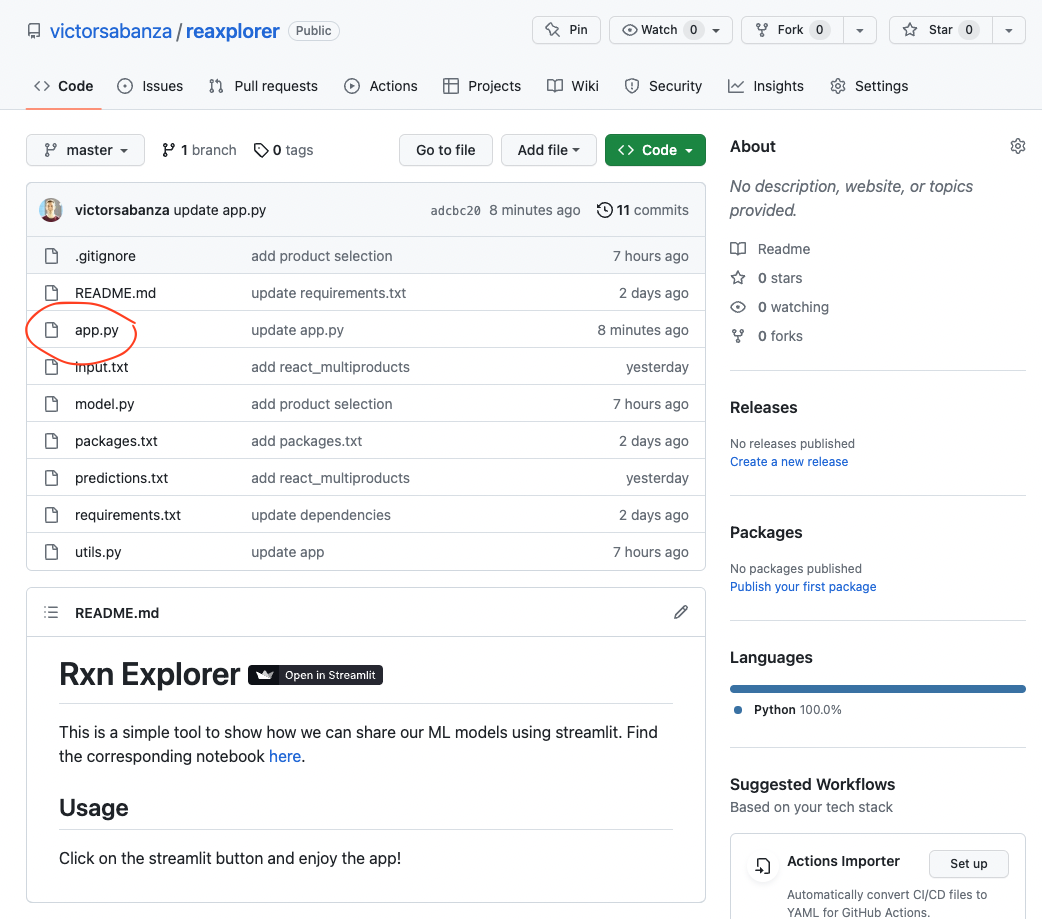 victorsabanza / reaxplorer Public
Pin Watch 0 Fork 0 Star 0
Code Issues Pull requests Actions Projects Wiki Security Insights Settings
master 1 branch 0 tags Go to file Add file Code
victorsabanza update app.py adcbc20 8 minutes ago 11 commits
.gitignore add product selection 7 hours ago
README.md update requirements.txt 2 days ago
app.py update app.py 8 minutes ago
input.txt add react_multiproducts yesterday
model.py add product selection 7 hours ago
packages.txt add packages.txt 2 days ago
predictions.txt add react_multiproducts yesterday
requirements.txt update dependencies 2 days ago
utils.py update app 7 hours ago
README.md
Rxn Explorer Open in Streamlit
This is a simple tool to show how we can share our ML models using streamlit. Find
the corresponding notebook here.
Usage
Click on the streamlit button and enjoy the app!
About
No description, website, or topics
provided.
Readme
0 stars
0 watching
0 forks
Releases
No releases published
Create a new release
Packages
No packages published
Publish your first package
Languages
Python 100.0%
Suggested Workflows
Based on your tech stack
Actions Importer Set up
Automatically convert CI/CD files to
YAML for GitHub Actions.